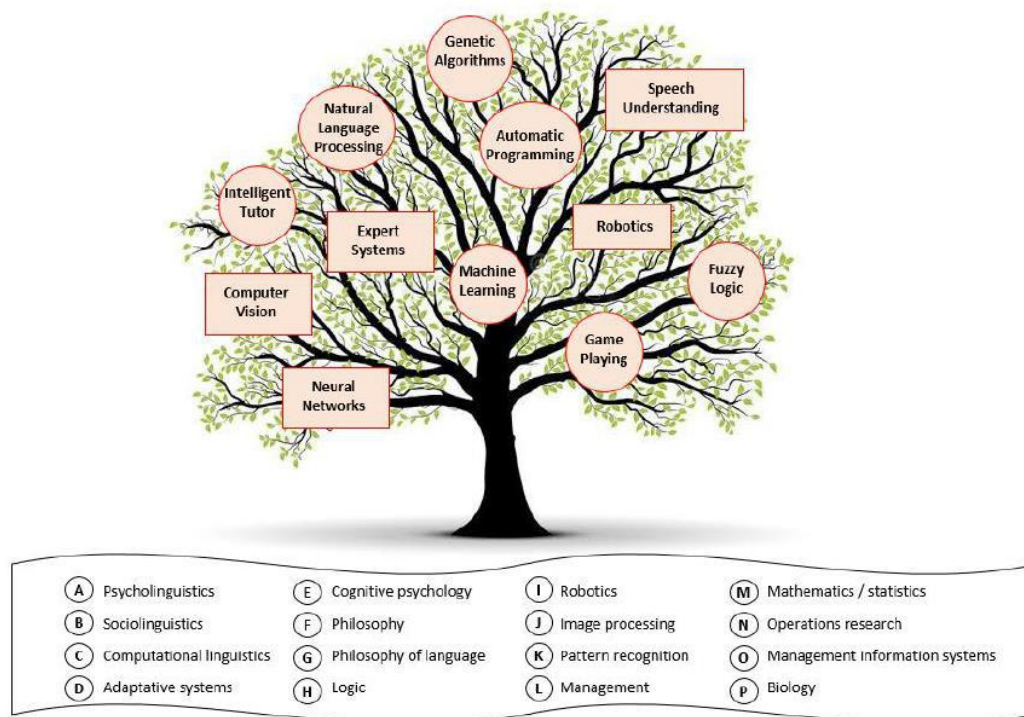 Genetic
Algorithms
Speech
Understanding
Natural
Language
Processing
Automatic
Programming
Intelligent
Tutor
Expert
Systems
Robotics
Machine
Learning
Fuzzy
Logic
Computer
Vision
Game
Playing
Neural
Networks
A Psycholinguistics
B Sociolinguistics
C Computational linguistics
D Adaptative systems
E Cognitive psychology
F Philosophy
G Philosophy of language
H Logic
I Robotics
J Image processing
K Pattern recognition
L Management
M Mathematics / statistics
N Operations research
O Management information systems
P Biology